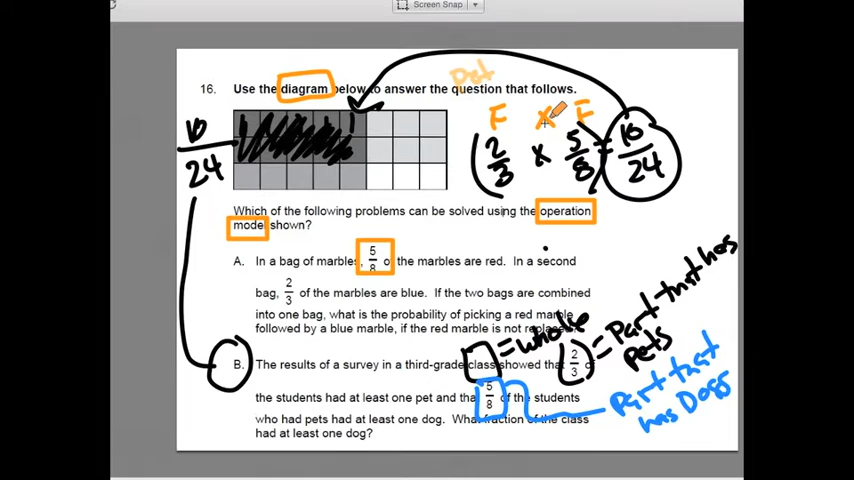 Screen Snap
Pet
16. Use the diagram below to answer the question that follows.
F x F
10/24
(2/3 x 5/8) = 10/24
Which of the following problems can be solved using the operation
model shown?
A. In a bag of marbles, 5/8 of the marbles are red. In a second
bag, 2/3 of the marbles are blue. If the two bags are combined
into one bag, what is the probability of picking a red marble
followed by a blue marble, if the red marble is not replaced?
= whole
= Part that has
pets
B. The results of a survey in a third-grade class showed that 2/3 of
the students had at least one pet and that 5/8 of the students
who had pets had at least one dog. What fraction of the class
had at least one dog?
part that
has Dogs